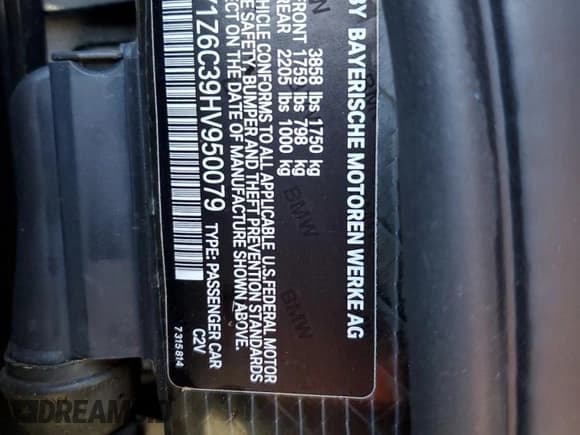 BY BAYERISCHE MOTOREN WERKE AG
3858 lbs 1750 kg
FRONT 1759 lbs 798 kg
REAR 2205 lbs 1000 kg
VEHICLE CONFORMS TO ALL APPLICABLE U.S.FEDERAL MOTOR
SAFETY, BUMPER AND THEFT PREVENTION STANDARDS
ECT ON THE DATE OF MANUFACTURE SHOWN ABOVE.
1Z6C39HV950079 TYPE: PASSENGER CAR
C2V
7 315 814
BMW
BMW
BMW